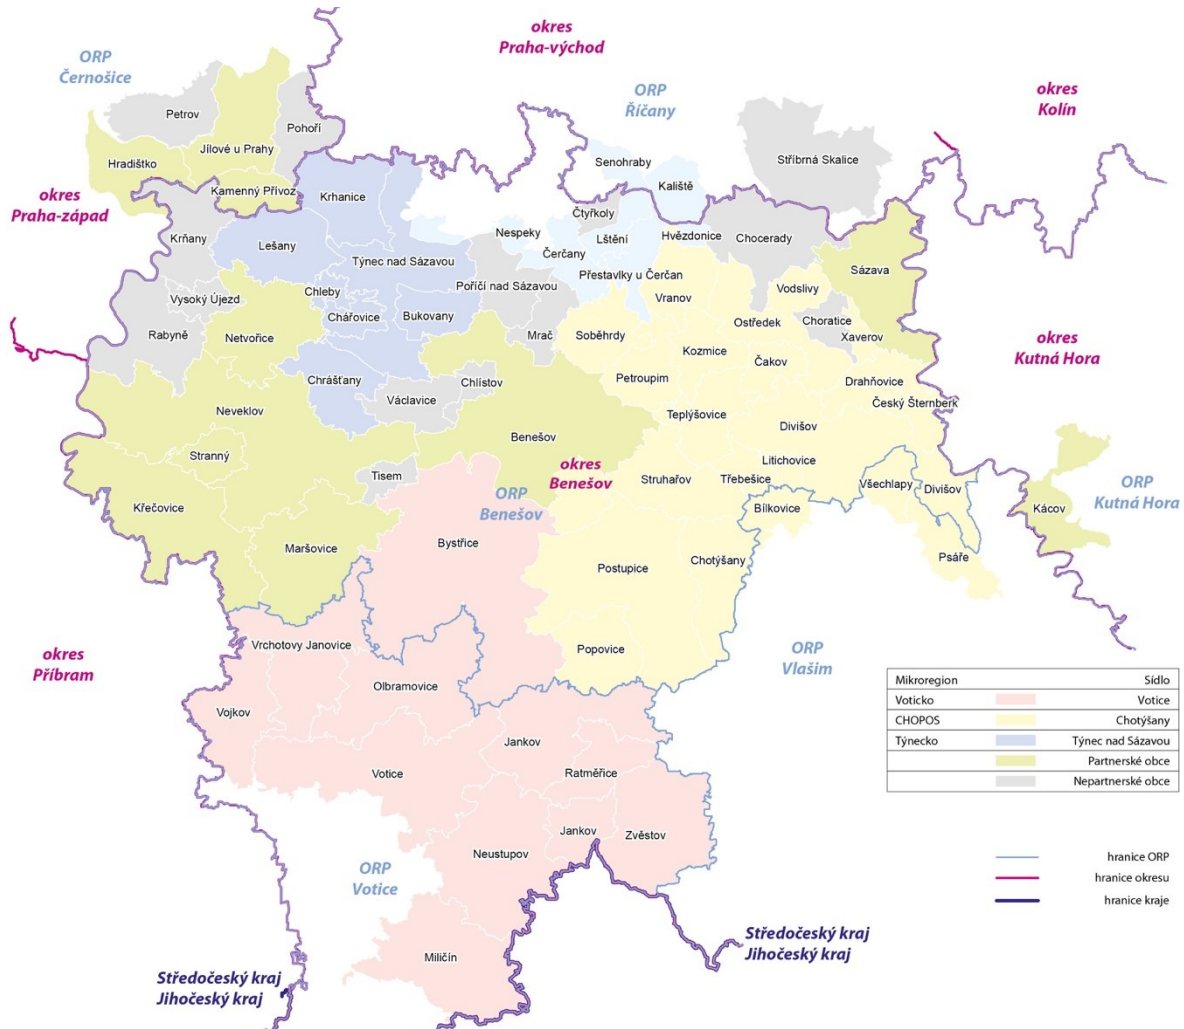 okres
Praha-východ
ORP
Černošice
ORP
Říčany
okres
Kolín
Petrov
Pohoří
Jílové u Prahy
Hradištko
Kamenný Přívoz
Senohraby
Stříbrná Skalice
Kaliště
okres
Praha-západ
Krhanice
Čtyřkoly
Krňany
Lešany
Nespeky
Lštění
Hvězdonice
Chocerady
Čerčany
Týnec nad Sázavou
Přestavlky u Čerčan
Sázava
Poříčí nad Sázavou
Vodslivy
Chleby
Vysoký Újezd
Vranov
Chářovice
Bukovany
Ostředek
Choratice
Rabyně
Netvořice
Mrač
Soběhrdy
Xaverov
okres
Kutná Hora
Kozmice
Čakov
Chrášťany
Chlístov
Petroupim
Drahňovice
Václavice
Český Šternberk
Neveklov
Teplýšovice
Benešov
Divišov
Stranný
Litichovice
okres
Benešov
Tisem
Struhařov
Třebešice
Všechlapy
Divišov
ORP
Kutná Hora
ORP
Benešov
Bílkovice
Křečovice
Kácov
Maršovice
Bystřice
Chotýšany
Psáře
Postupice
Vrchotovy Janovice
Popovice
okres
Příbram
ORP
Vlašim
Olbramovice
Vojkov
Jankov
Votice
Ratměřice
Jankov
Zvěstov
Neustupov
ORP
Votice
Miličín
Středočeský kraj
Jihočeský kraj
Středočeský kraj
Jihočeský kraj
Mikroregion Sídlo
Voticko Votice
CHOPOS Chotýšany
Týnecko Týnec nad Sázavou
Partnerské obce
Nepartnerské obce
hranice ORP
hranice okresu
hranice kraje